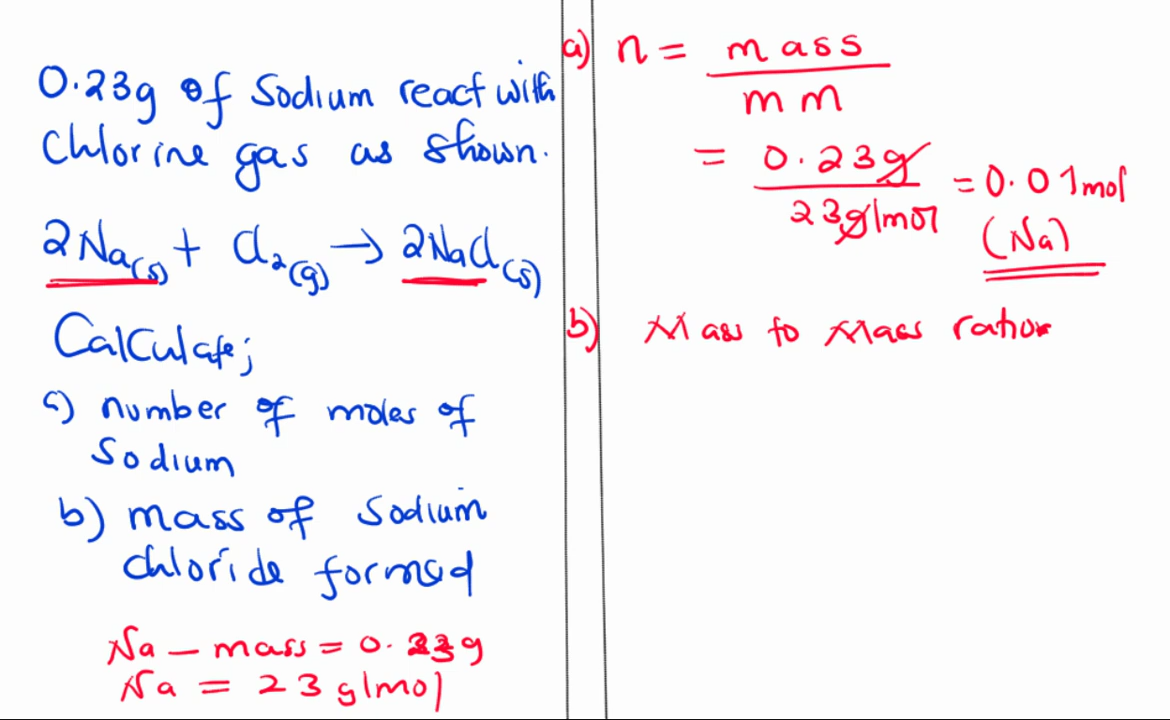 0.23g of Sodium react with
Chlorine gas as shown.
2Na(s) + Cl₂(g) → 2NaCl(s)
Calculate;
a) number of moles of
Sodium
b) mass of Sodium
chloride formed
Na – mass = 0.23g
Na = 23 g/mol
a) n = mass
mm
= 0.23g
23g/mol
= 0.01mol
(Na)
b) Mass to Mass ratio